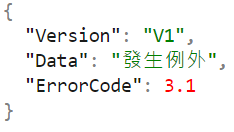 {
"Version": "V1",
"Data": "發生例外",
"ErrorCode": 3.1
}